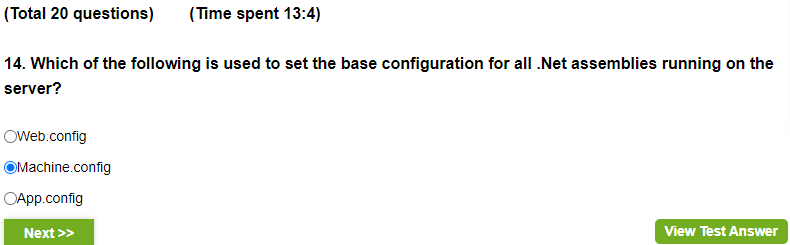 (Total 20 questions) (Time spent 13:4)
14. Which of the following is used to set the base configuration for all .Net assemblies running on the
server?
Web.config
Machine.config
App.config
Next >> View Test Answer